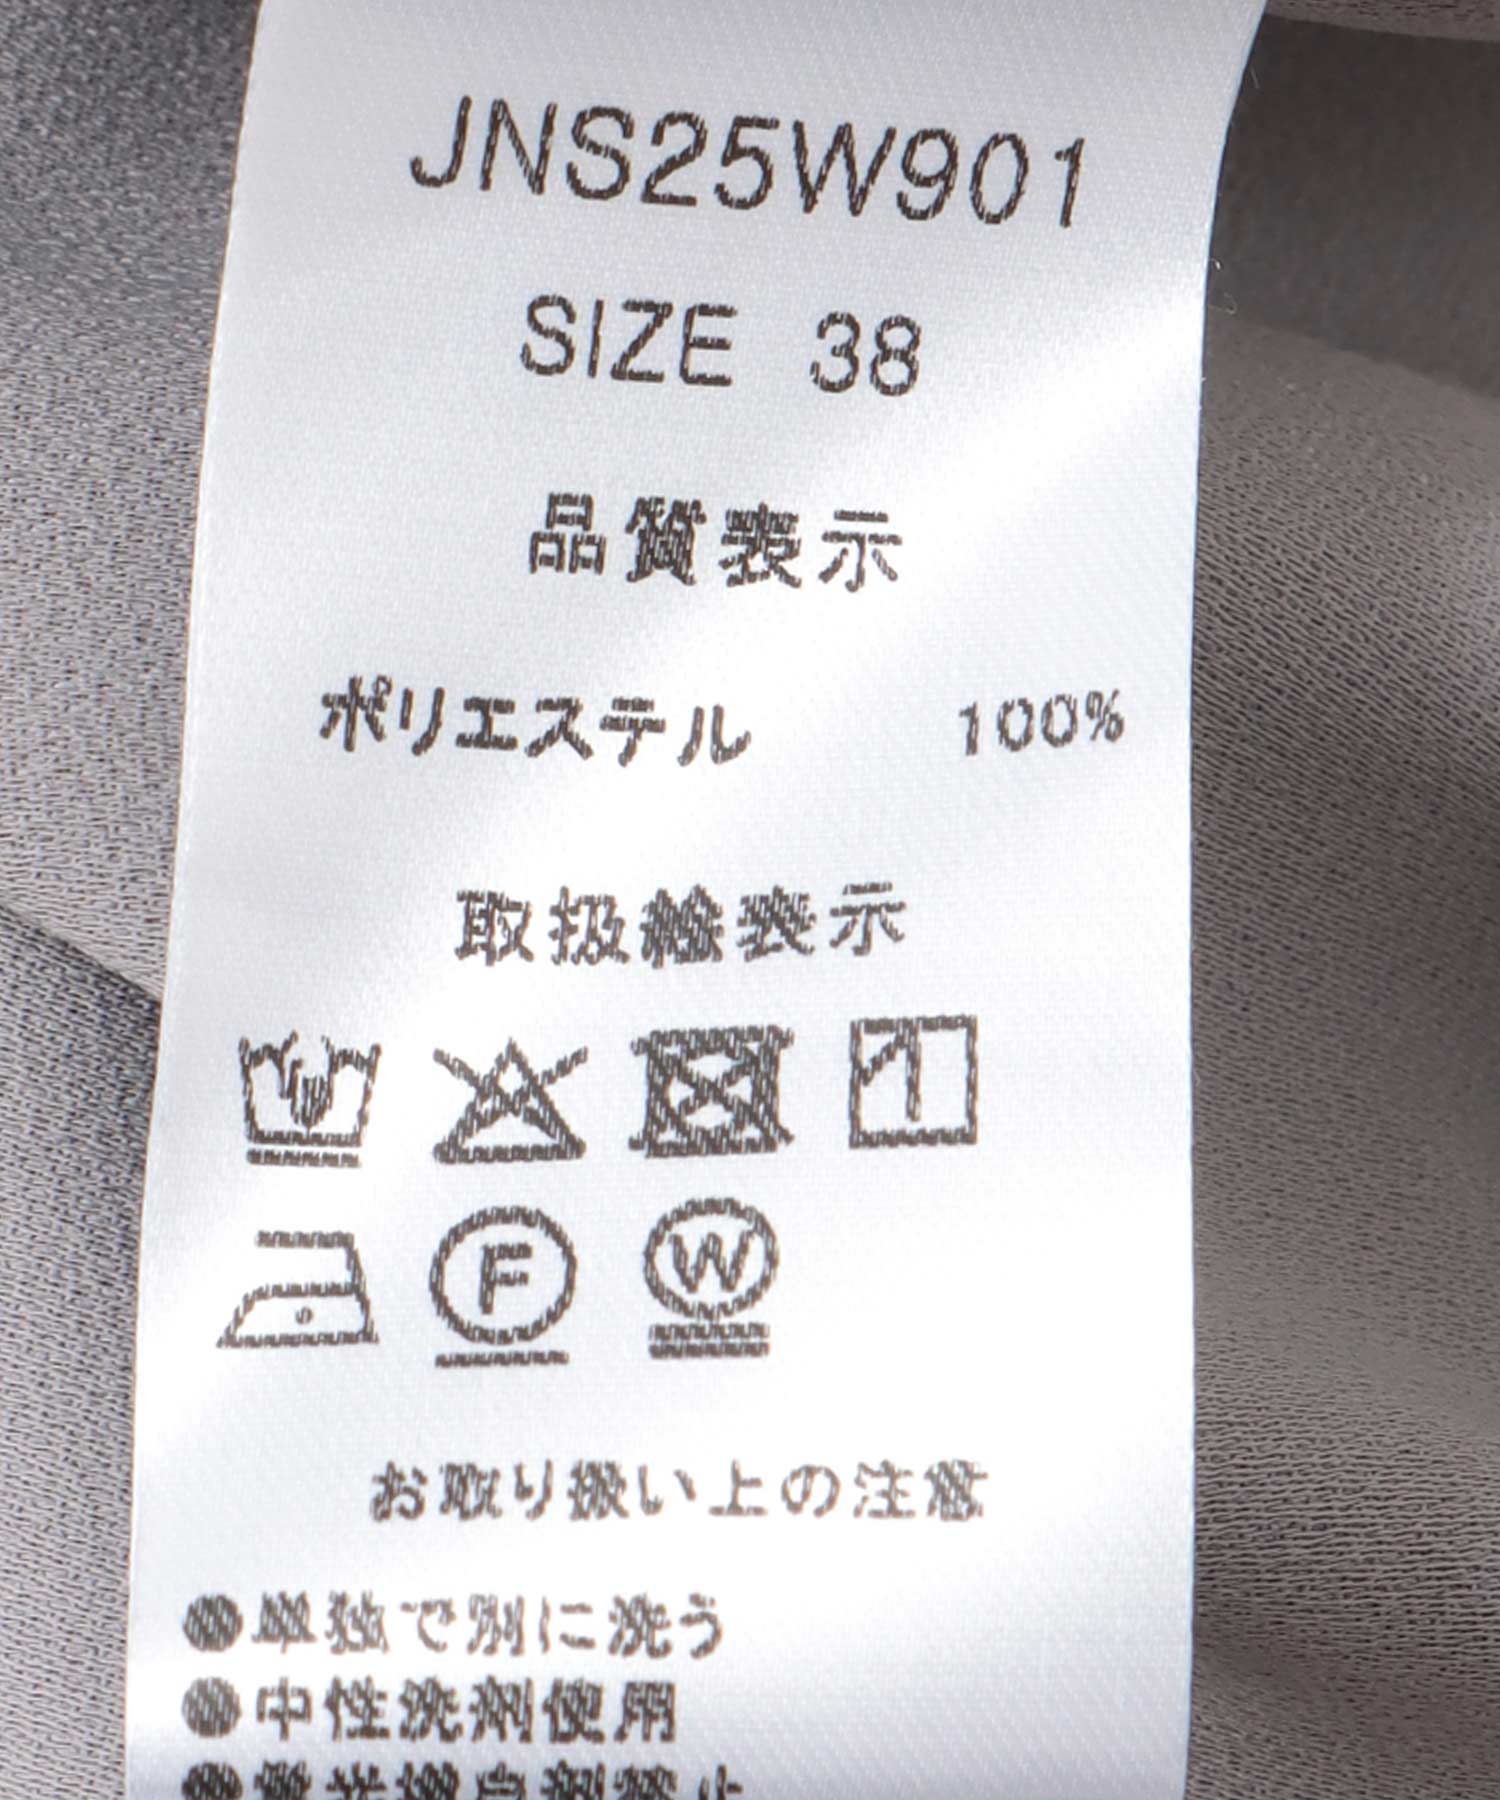 JNS25W901
SIZE 38
品質表示
ポリエステル 100%
取扱絵表示
F W
お取り扱い上の注意
●単独で別に洗う
●中性洗剤使用